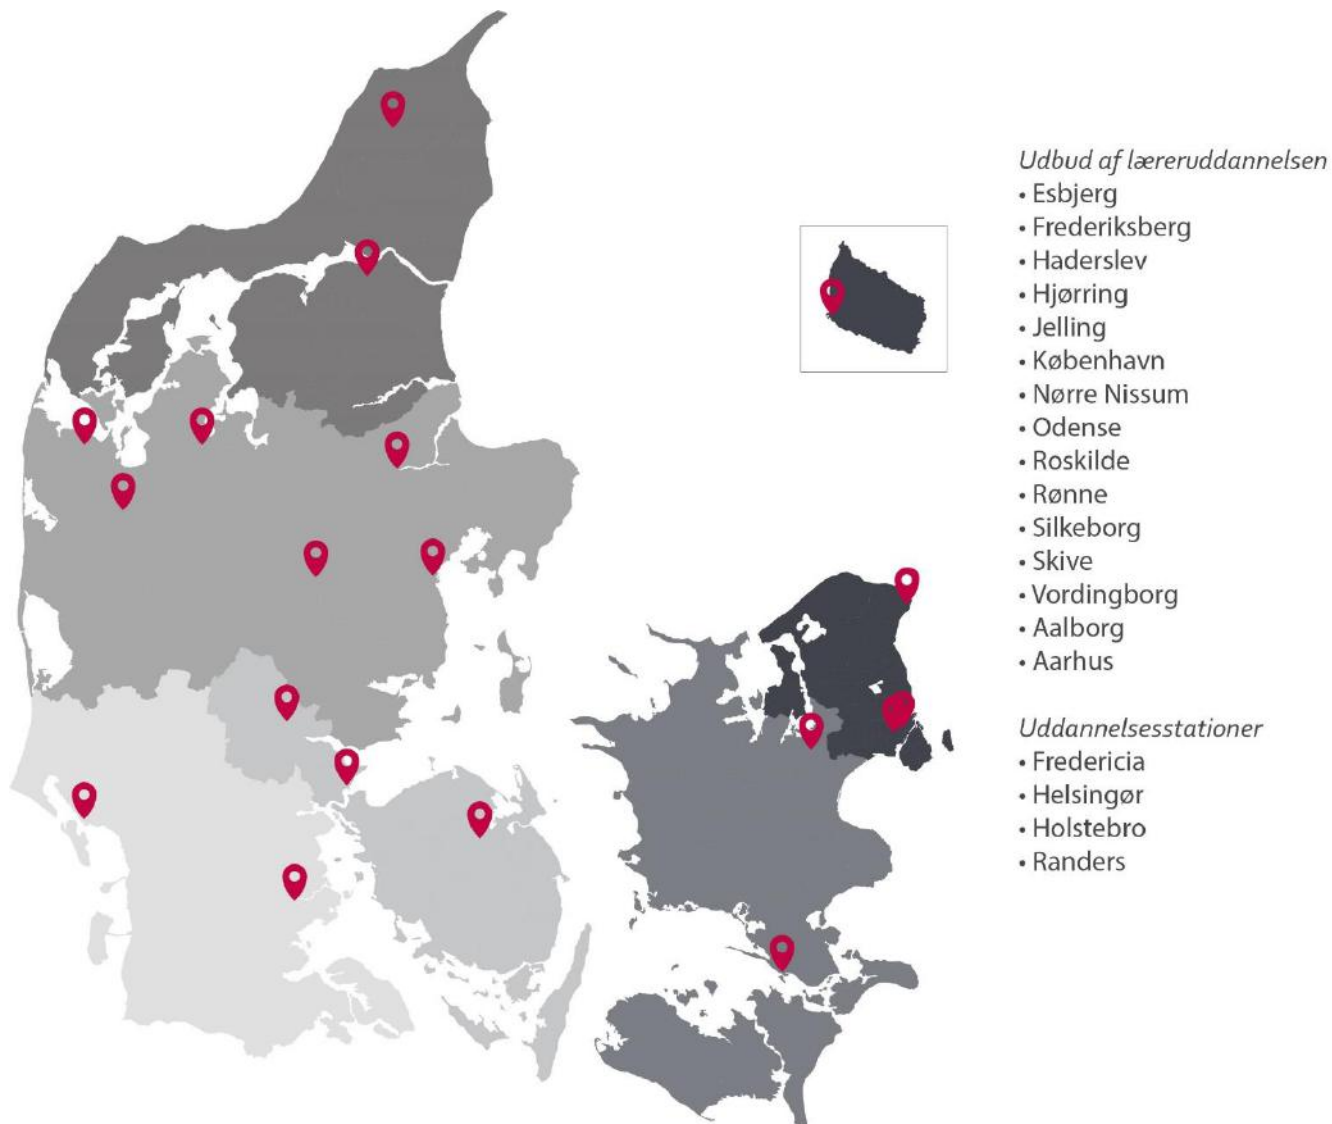 Udbud af læreruddannelsen
• Esbjerg
• Frederiksberg
• Haderslev
• Hjørring
• Jelling
• København
• Nørre Nissum
• Odense
• Roskilde
• Rønne
• Silkeborg
• Skive
• Vordingborg
• Aalborg
• Aarhus
Uddannelsesstationer
• Fredericia
• Helsingør
• Holstebro
• Randers